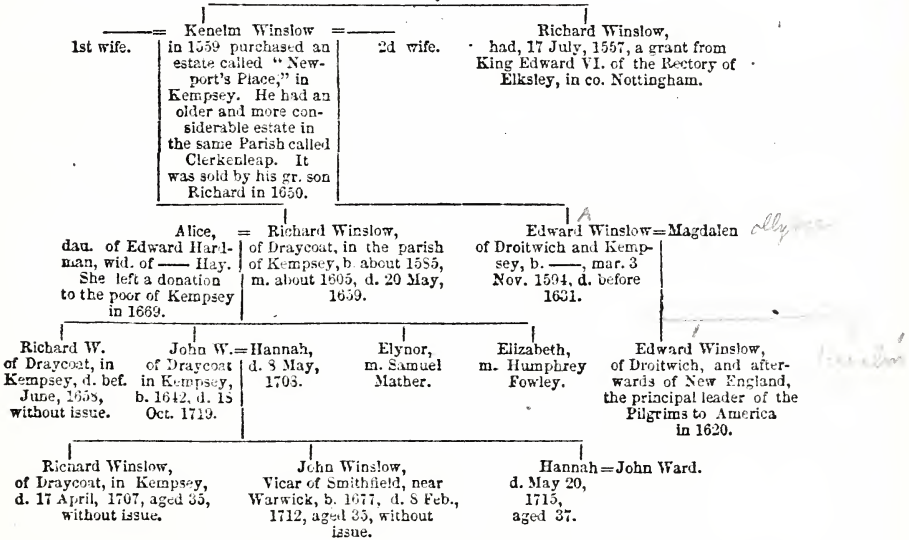 Kenelm Winslow
in 1559 purchased an
estate called "New-
port's Place," in
Kempsey. He had an
older and more con-
siderable estate in
the same Parish called
Clerkenleap. It
was sold by his gr. son
Richard in 1650.
1st wife.
2d wife.
Richard Winslow,
had, 17 July, 1557, a grant from
King Edward VI. of the Rectory of
Elksley, in co. Nottingham.
Alice,
dau. of Edward Hard-
man, wid. of —— Hay.
She left a donation
to the poor of Kempsey
in 1669.
= Richard Winslow,
of Draycoat, in the parish
of Kempsey, b. about 1585,
m. about 1605, d. 20 May,
1659.
A
Edward Winslow=Magdalen
of Droitwich and Kemp-
sey, b. ——, mar. 3
Nov. 1594, d. before
1631.
Richard W.
of Draycoat, in
Kempsey, d. bef.
June, 1658,
without issue.
John W.=Hannah,
of Draycoat
in Kempsey,
b. 1642, d. 18
Oct. 1719.
d. 8 May,
1708.
Elynor,
m. Samuel
Mather.
Elizabeth,
m. Humphrey
Fowley.
Edward Winslow,
of Droitwich, and after-
wards of New England,
the principal leader of the
Pilgrims to America
in 1620.
Richard Winslow,
of Draycoat, in Kempsey,
d. 17 April, 1707, aged 35,
without issue.
John Winslow,
Vicar of Smithfield, near
Warwick, b. 1677, d. 8 Feb.,
1712, aged 35, without
issue.
Hannah=John Ward.
d. May 20,
1715,
aged 37.